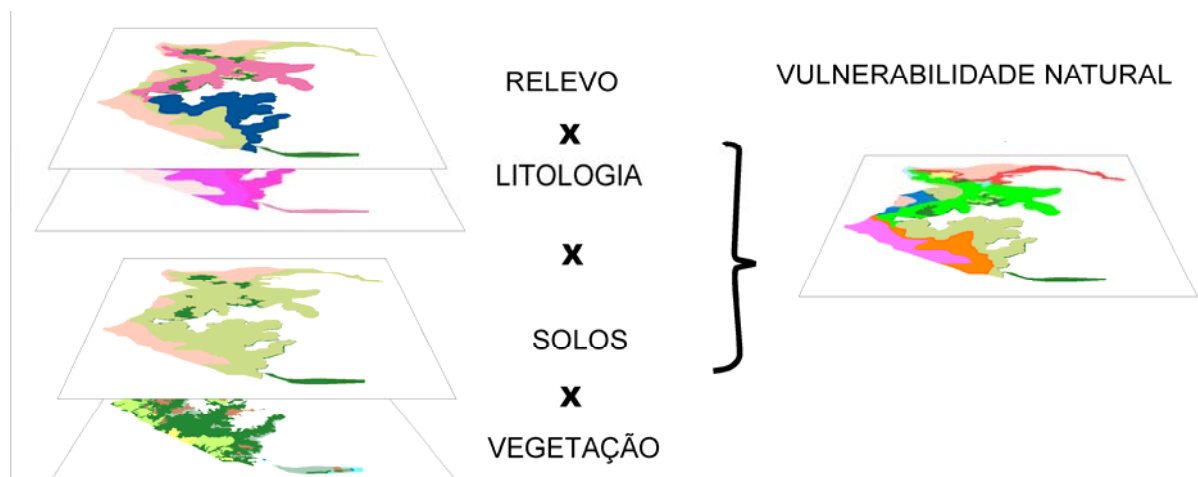 RELEVO
x
LITOLOGIA
x
SOLOS
x
VEGETAÇÃO
VULNERABILIDADE NATURAL